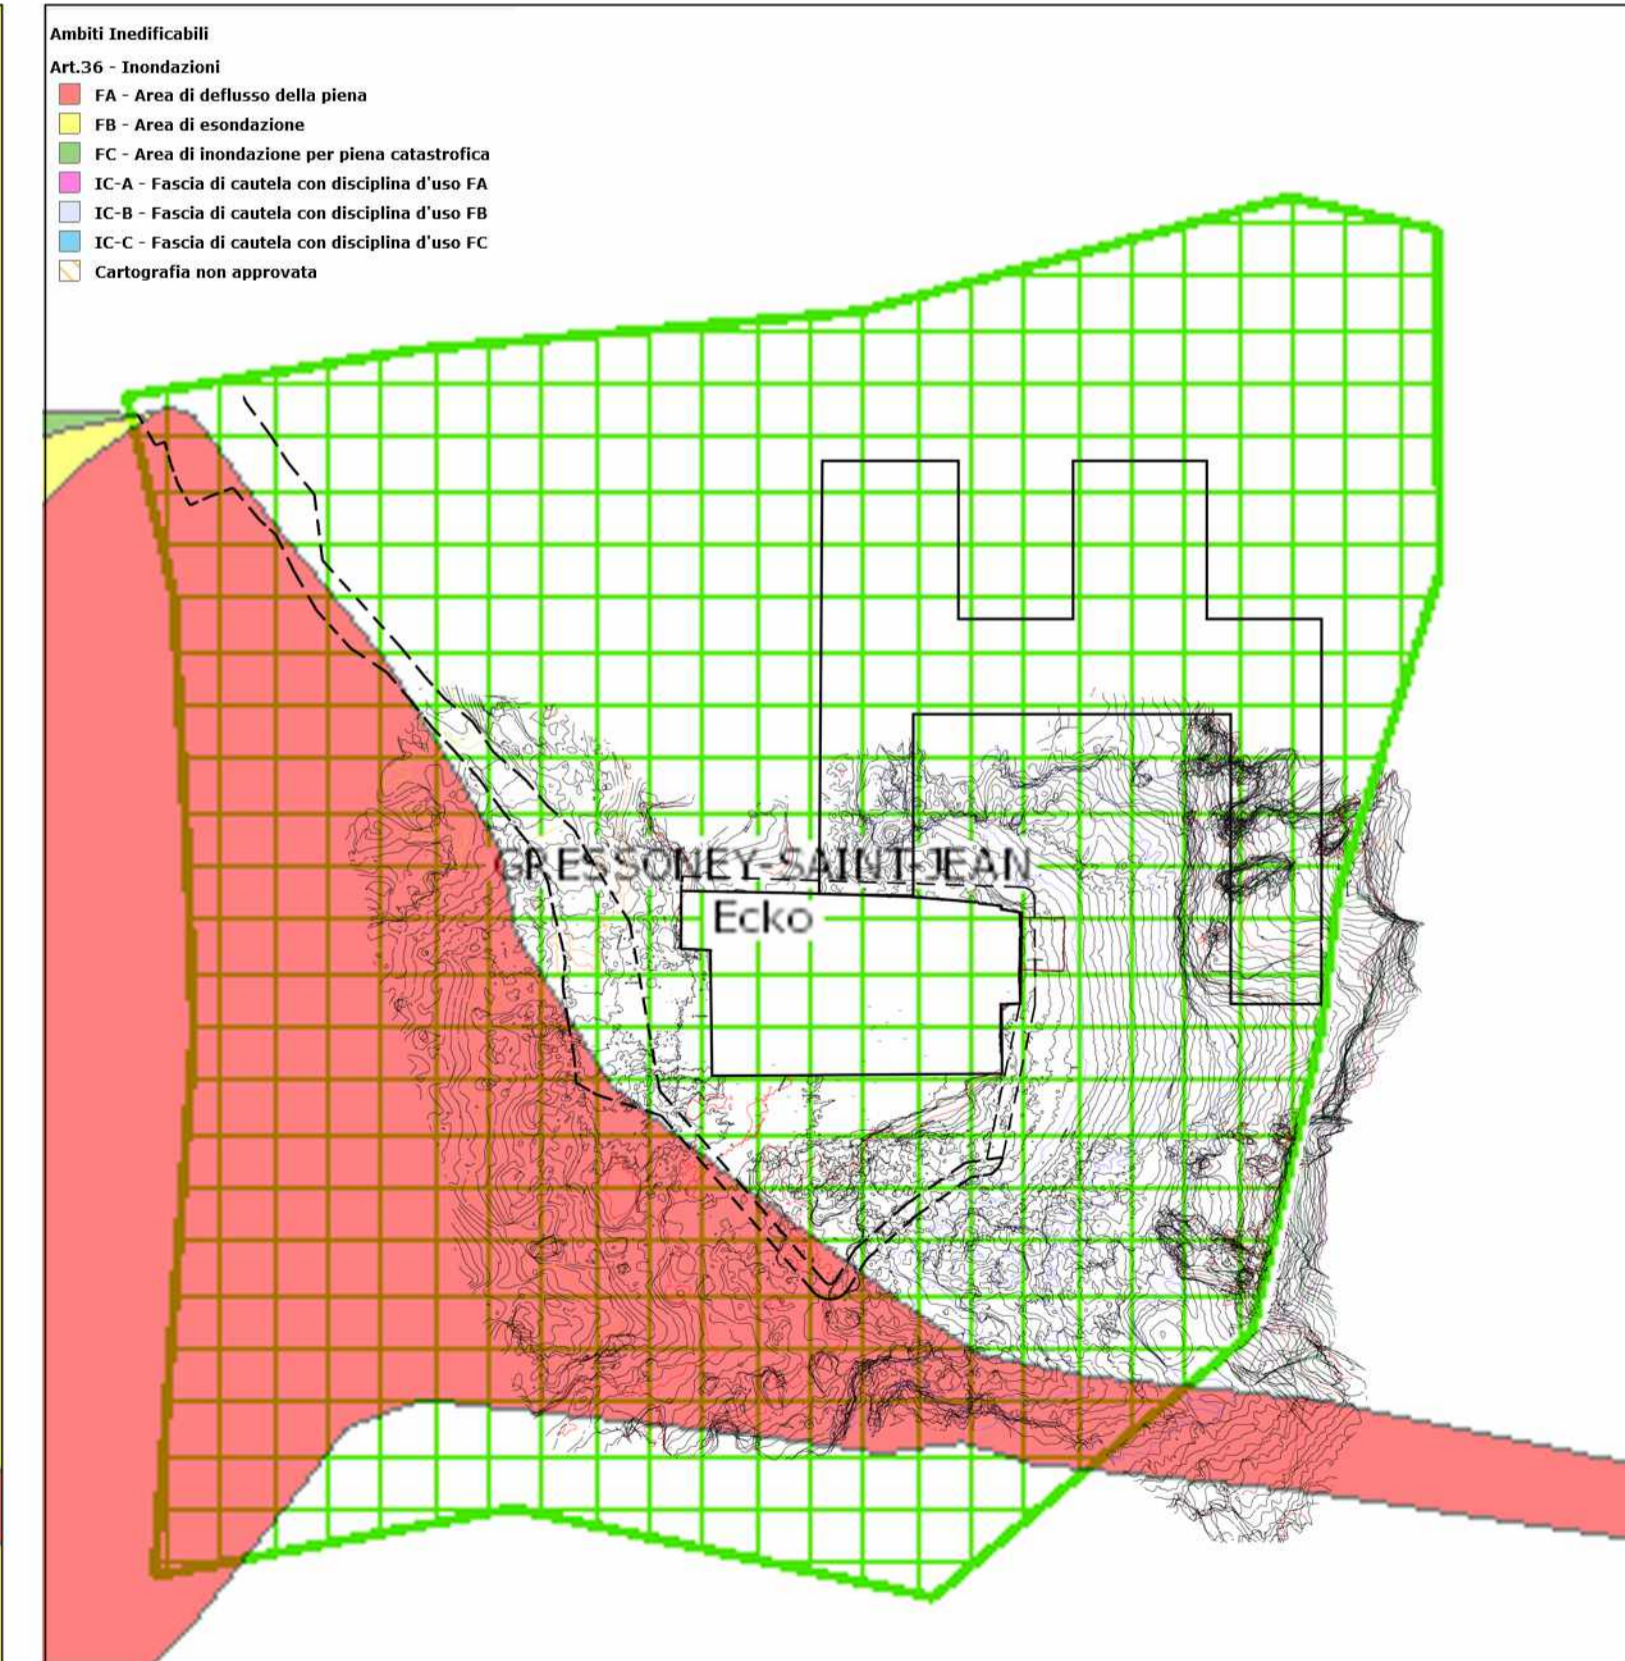 Ambiti Inedificabili
Art.36 - Inondazioni
FA - Area di deflusso della piena
FB - Area di esondazione
FC - Area di inondazione per piena catastrofica
IC-A - Fascia di cautela con disciplina d'uso FA
IC-B - Fascia di cautela con disciplina d'uso FB
IC-C - Fascia di cautela con disciplina d'uso FC
Cartografia non approvata
GRESSONEY-SAINT-JEAN
Ecko